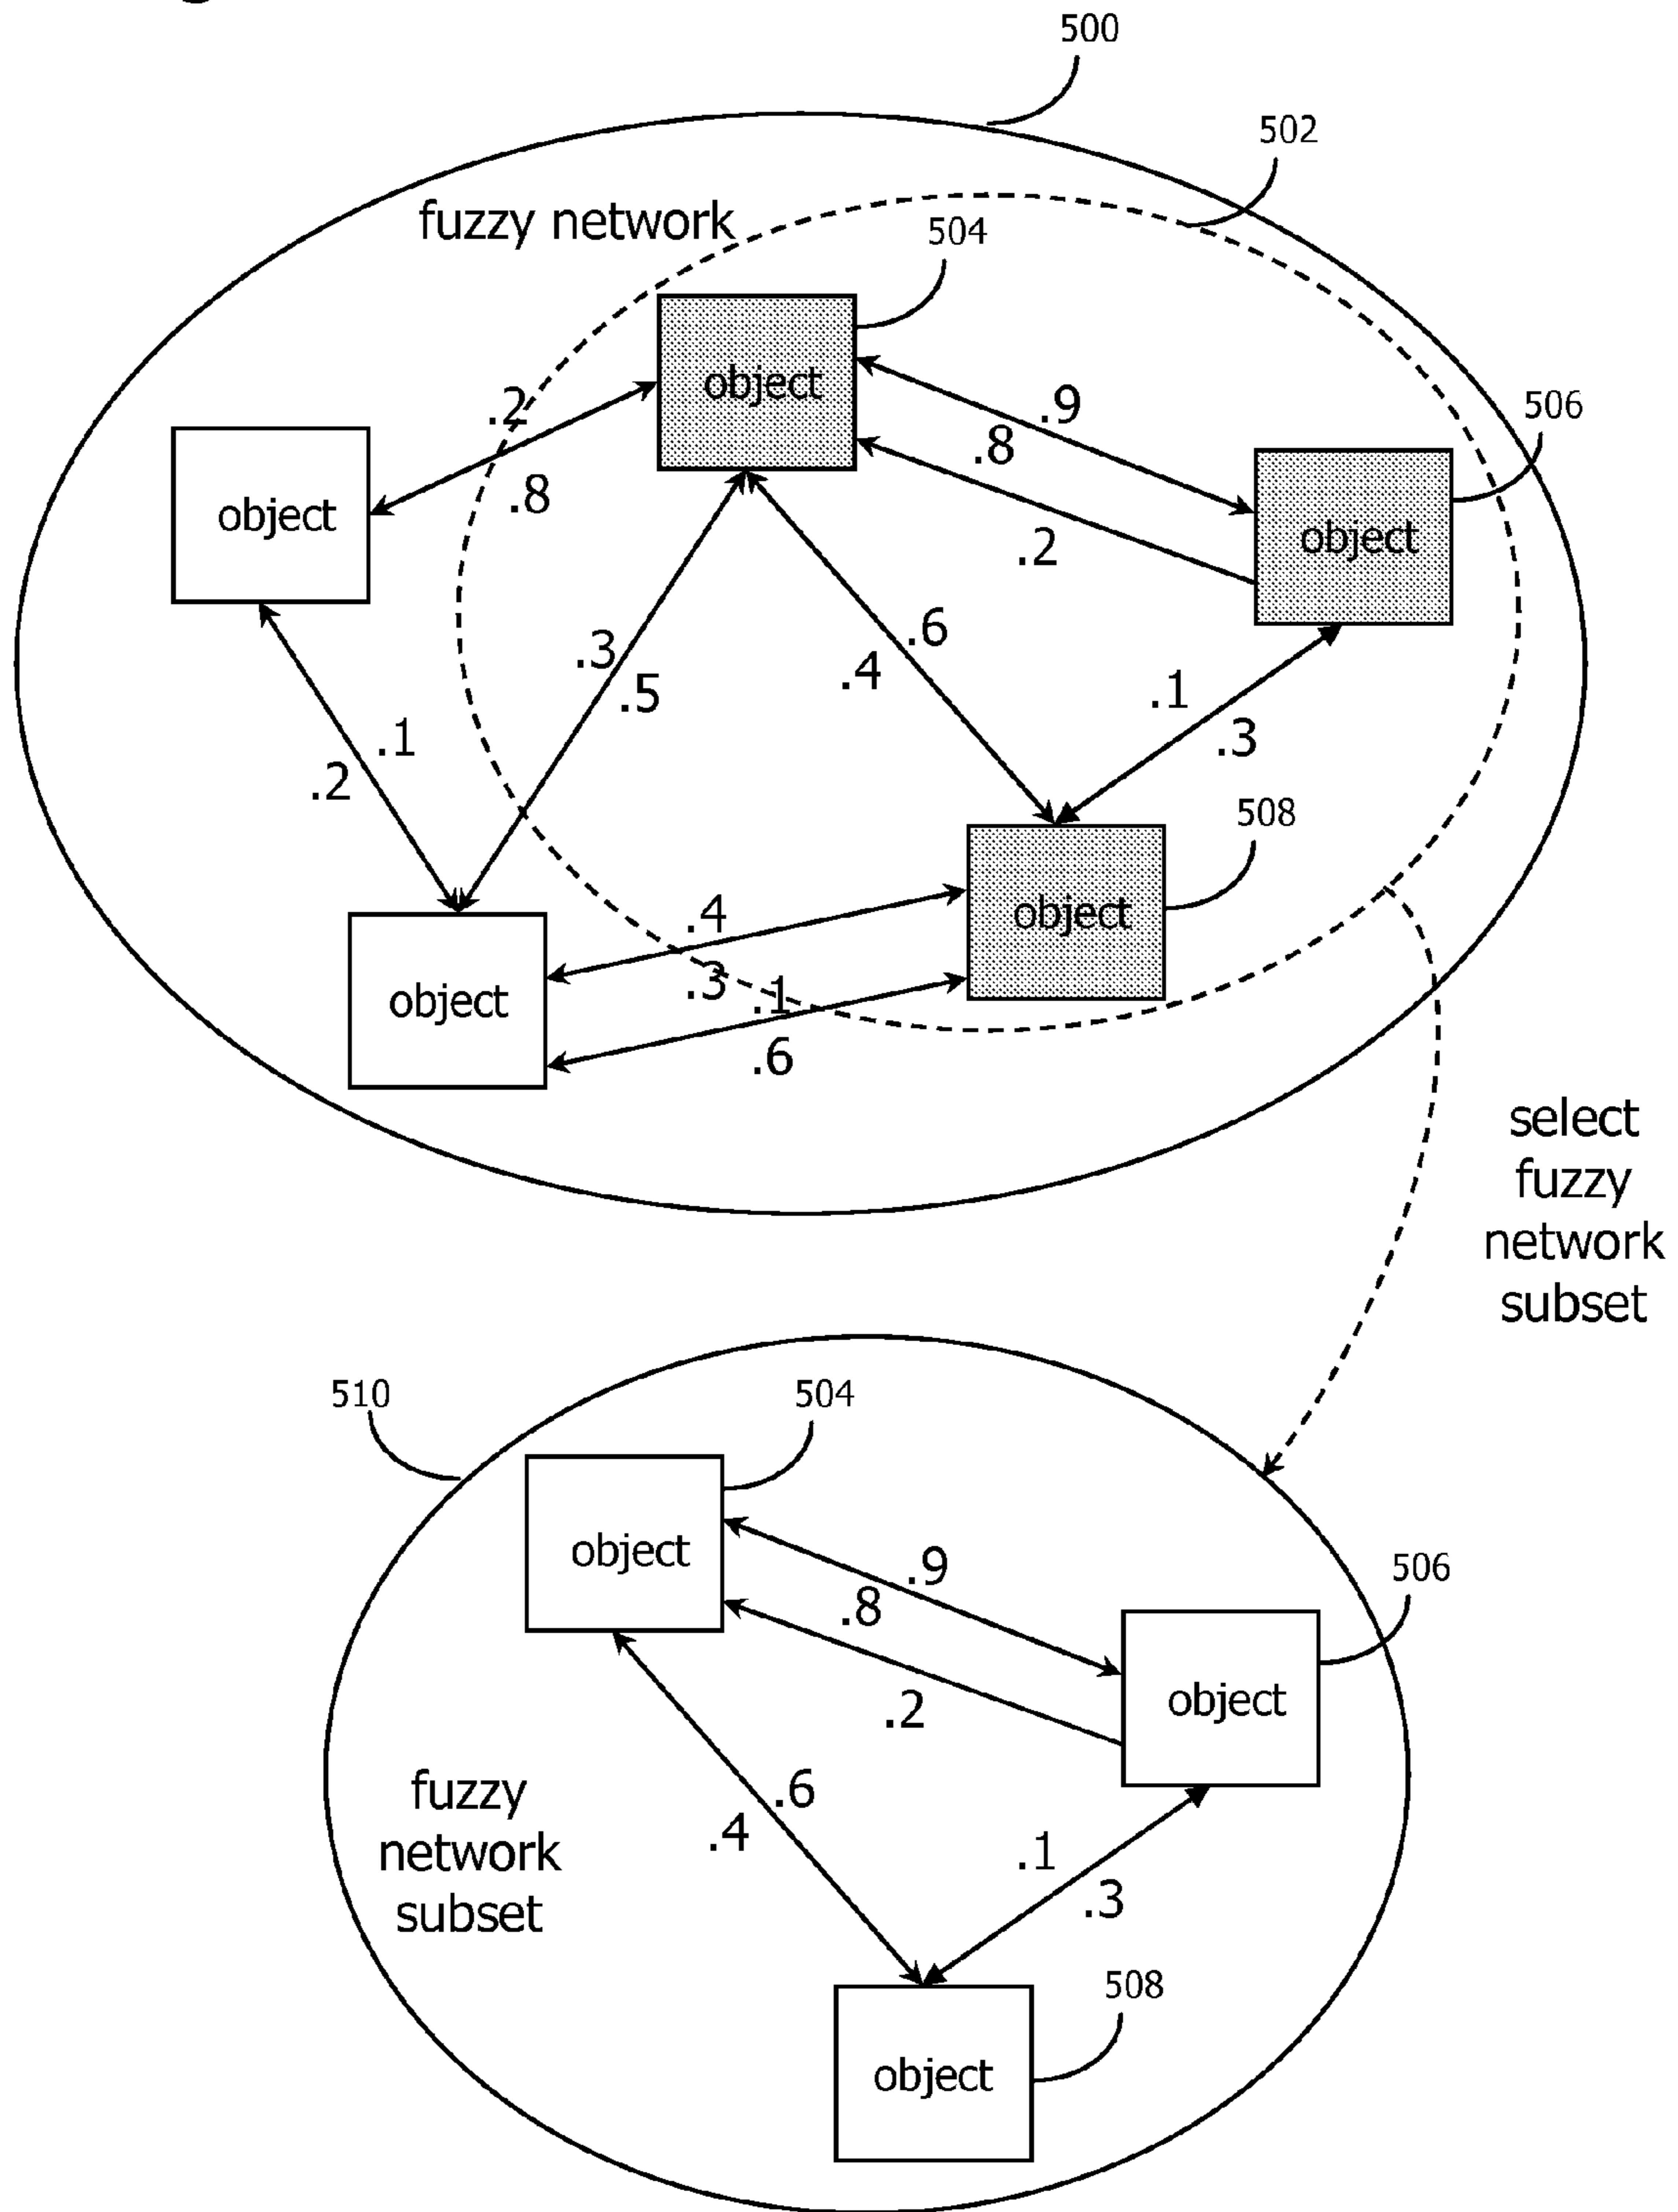 500
502
fuzzy network
504
object
.2
.9
506
.8
.8
object
object
.2
.6
.3
.4
.5
.1
.1
.3
.2
508
.4
object
.3
.1
object
.6
select
fuzzy
network
subset
510
504
object
.9
506
.8
object
.2
fuzzy
network
subset
.6
.4
.1
.3
508
object